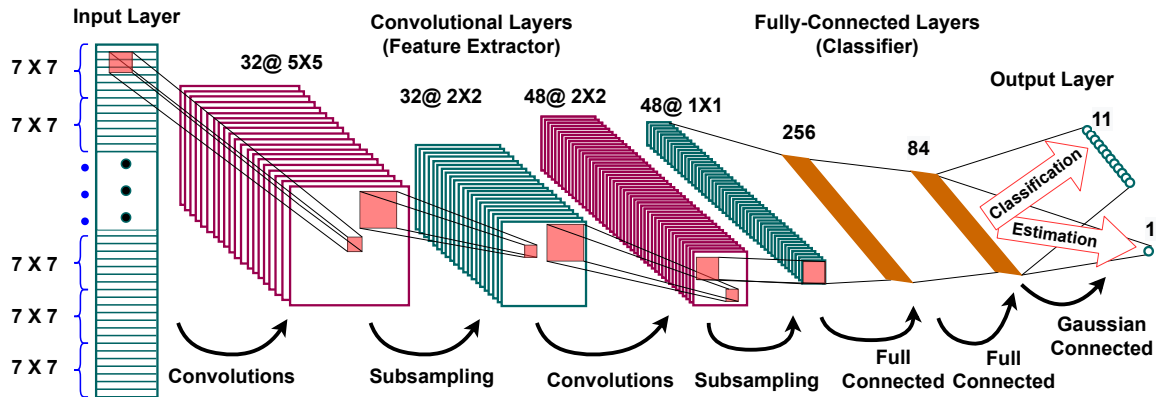 Input Layer
Convolutional Layers
(Feature Extractor)
Fully-Connected Layers
(Classifier)
Output Layer
7 X 7
7 X 7
7 X 7
7 X 7
7 X 7
32@ 5X5
32@ 2X2
48@ 2X2
48@ 1X1
256
84
11
1
Classification
Estimation
Convolutions
Subsampling
Convolutions
Subsampling
Full
Connected
Full
Connected
Gaussian
Connected